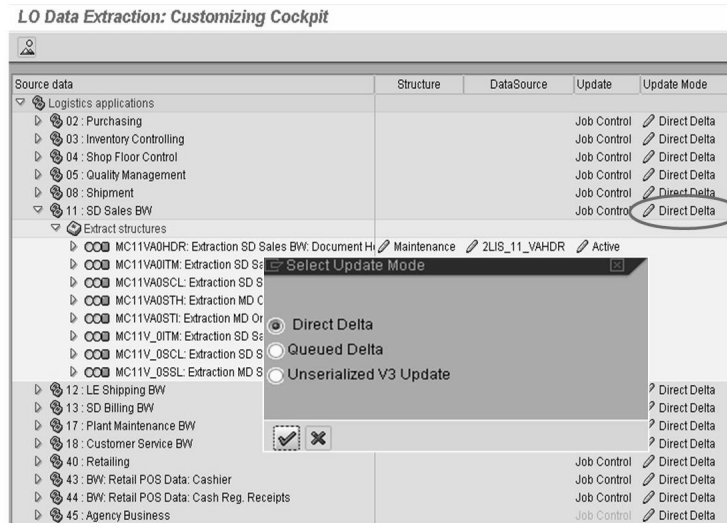 LO Data Extraction: Customizing Cockpit
Source data Structure DataSource Update Update Mode
Logistics applications
02 : Purchasing Job Control Direct Delta
03 : Inventory Controlling Job Control Direct Delta
04 : Shop Floor Control Job Control Direct Delta
05 : Quality Management Job Control Direct Delta
08 : Shipment Job Control Direct Delta
11 : SD Sales BW Job Control Direct Delta
Extract structures
MC11VA0HDR: Extraction SD Sales BW: Document H Maintenance 2LIS_11_VAHDR Active
MC11VA0ITM: Extraction SD Sa
MC11VA0SCL: Extraction SD S
MC11VA0STH: Extraction MD O
MC11VA0STI: Extraction MD Or
MC11V_0ITM: Extraction SD Sa
MC11V_0SCL: Extraction SD S
MC11V_0SSL: Extraction MD S
Select Update Mode
Direct Delta
Queued Delta
Unserialized V3 Update
12 : LE Shipping BW Direct Delta
13 : SD Billing BW Direct Delta
17 : Plant Maintenance BW Direct Delta
18 : Customer Service BW Direct Delta
40 : Retailing Job Control Direct Delta
43 : BW: Retail POS Data: Cashier Job Control Direct Delta
44 : BW: Retail POS Data: Cash Reg. Receipts Job Control Direct Delta
45 : Agency Business Job Control Direct Delta